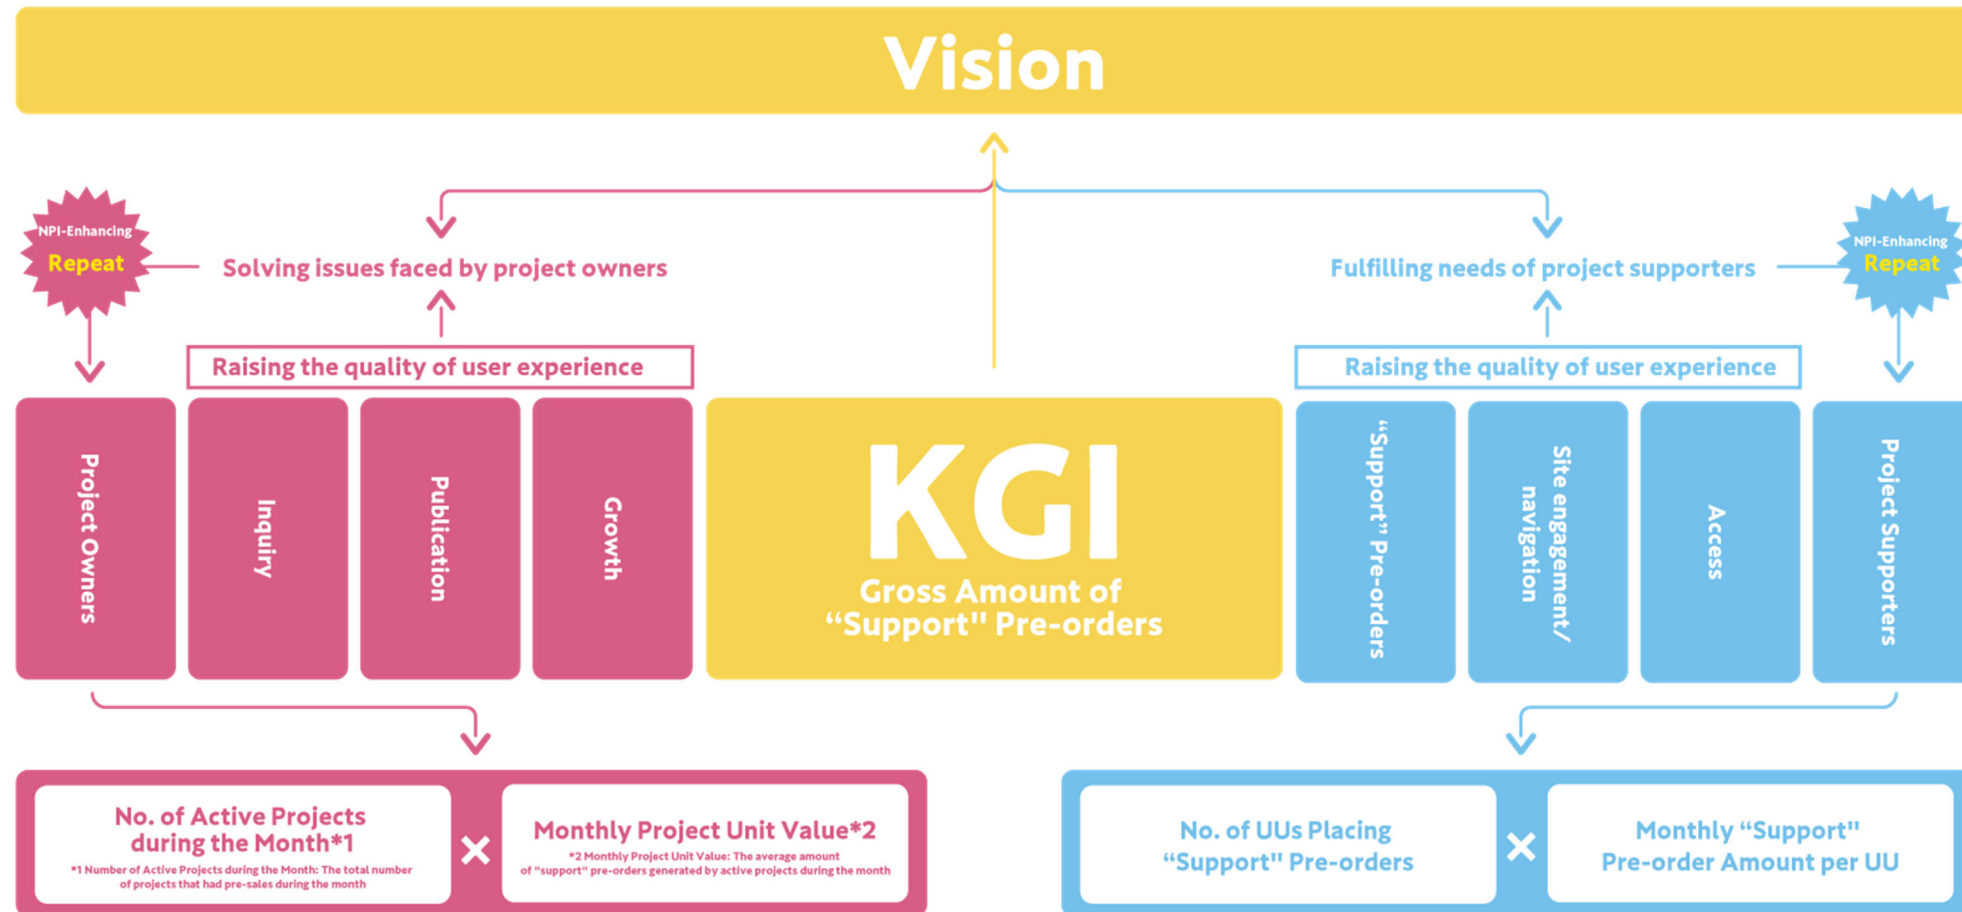 Vision
NPI-Enhancing
Repeat
Solving issues faced by project owners
Fulfilling needs of project supporters
NPI-Enhancing
Repeat
Raising the quality of user experience
Raising the quality of user experience
Project Owners
Inquiry
Publication
Growth
KGI
Gross Amount of
“Support" Pre-orders
“Support” Pre-orders
Site engagement/
navigation
Access
Project Supporters
No. of Active Projects
during the Month*1
*1 Number of Active Projects during the Month: The total number
of projects that had pre-sales during the month
×
Monthly Project Unit Value*2
*2 Monthly Project Unit Value: The average amount
of "support" pre-orders generated by active projects during the month
No. of UUs Placing
“Support" Pre-orders
×
Monthly “Support"
Pre-order Amount per UU